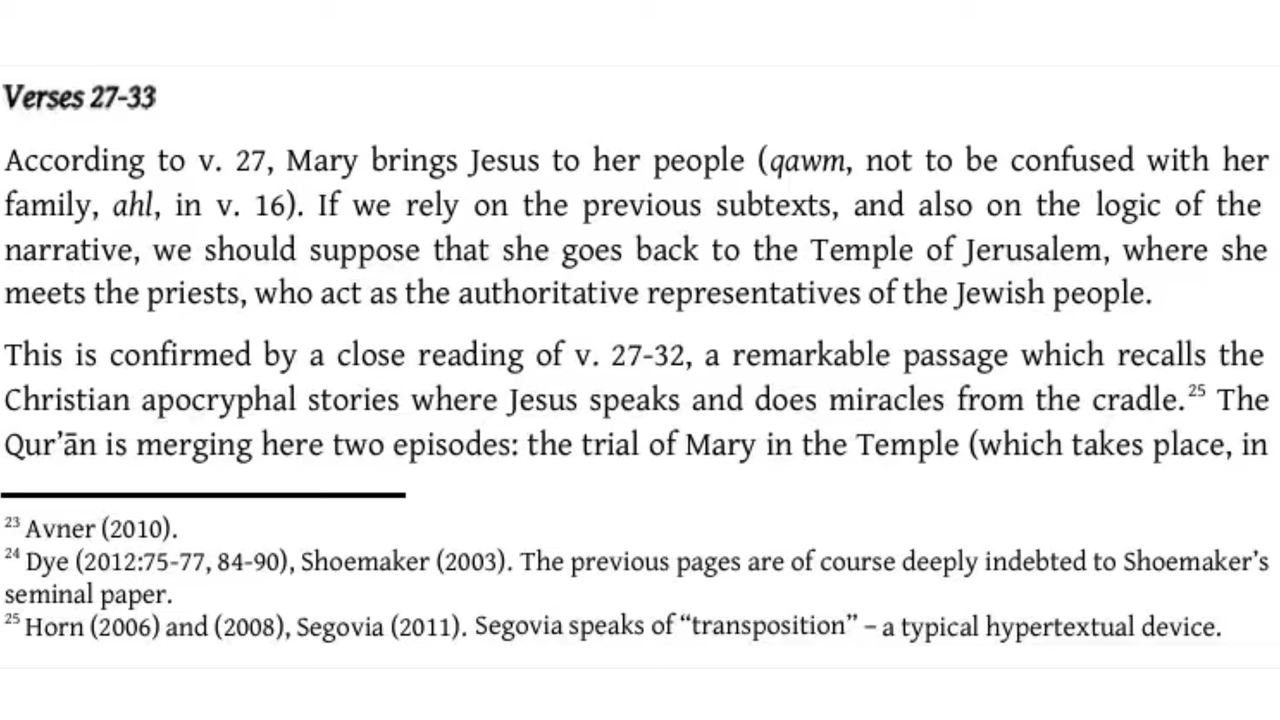 Verses 27-33
According to v. 27, Mary brings Jesus to her people (qawm, not to be confused with her
family, ahl, in v. 16). If we rely on the previous subtexts, and also on the logic of the
narrative, we should suppose that she goes back to the Temple of Jerusalem, where she
meets the priests, who act as the authoritative representatives of the Jewish people.
This is confirmed by a close reading of v. 27-32, a remarkable passage which recalls the
Christian apocryphal stories where Jesus speaks and does miracles from the cradle.²⁵ The
Qur’ān is merging here two episodes: the trial of Mary in the Temple (which takes place, in
²³ Avner (2010).
²⁴ Dye (2012:75-77, 84-90), Shoemaker (2003). The previous pages are of course deeply indebted to Shoemaker’s
seminal paper.
²⁵ Horn (2006) and (2008), Segovia (2011). Segovia speaks of “transposition” – a typical hypertextual device.